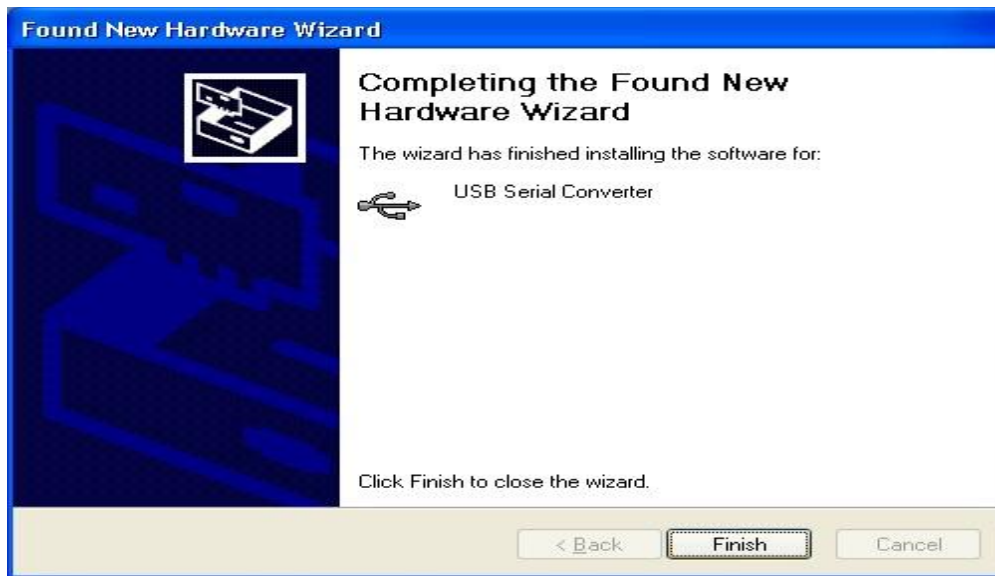 Found New Hardware Wizard
Completing the Found New
Hardware Wizard
The wizard has finished installing the software for:
USB Serial Converter
Click Finish to close the wizard.
< Back
Finish
Cancel